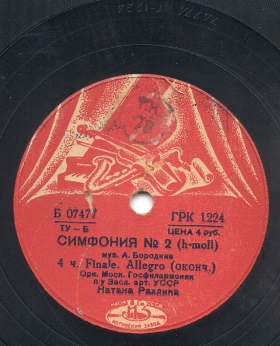 Б 07477 ГРК 1224
ТУ—Б ЦЕНА 4 руб.
СИМФОНИЯ № 2 (h-moll)
муз. А. Бородина
4 ч. Finale. Allegro (оконч.)
Орк. Моск. Госфилармонии
п/у Засл. арт. УССР
Натана Рахлина